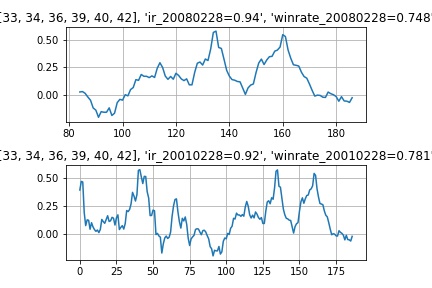 [33, 34, 36, 39, 40, 42], 'ir_20080228=0.94', 'winrate_20080228=0.748'
0.50
0.25
0.00
80 100 120 140 160 180
[33, 34, 36, 39, 40, 42], 'ir_20010228=0.92', 'winrate_20010228=0.781'
0.50
0.25
0.00
0 25 50 75 100 125 150 175